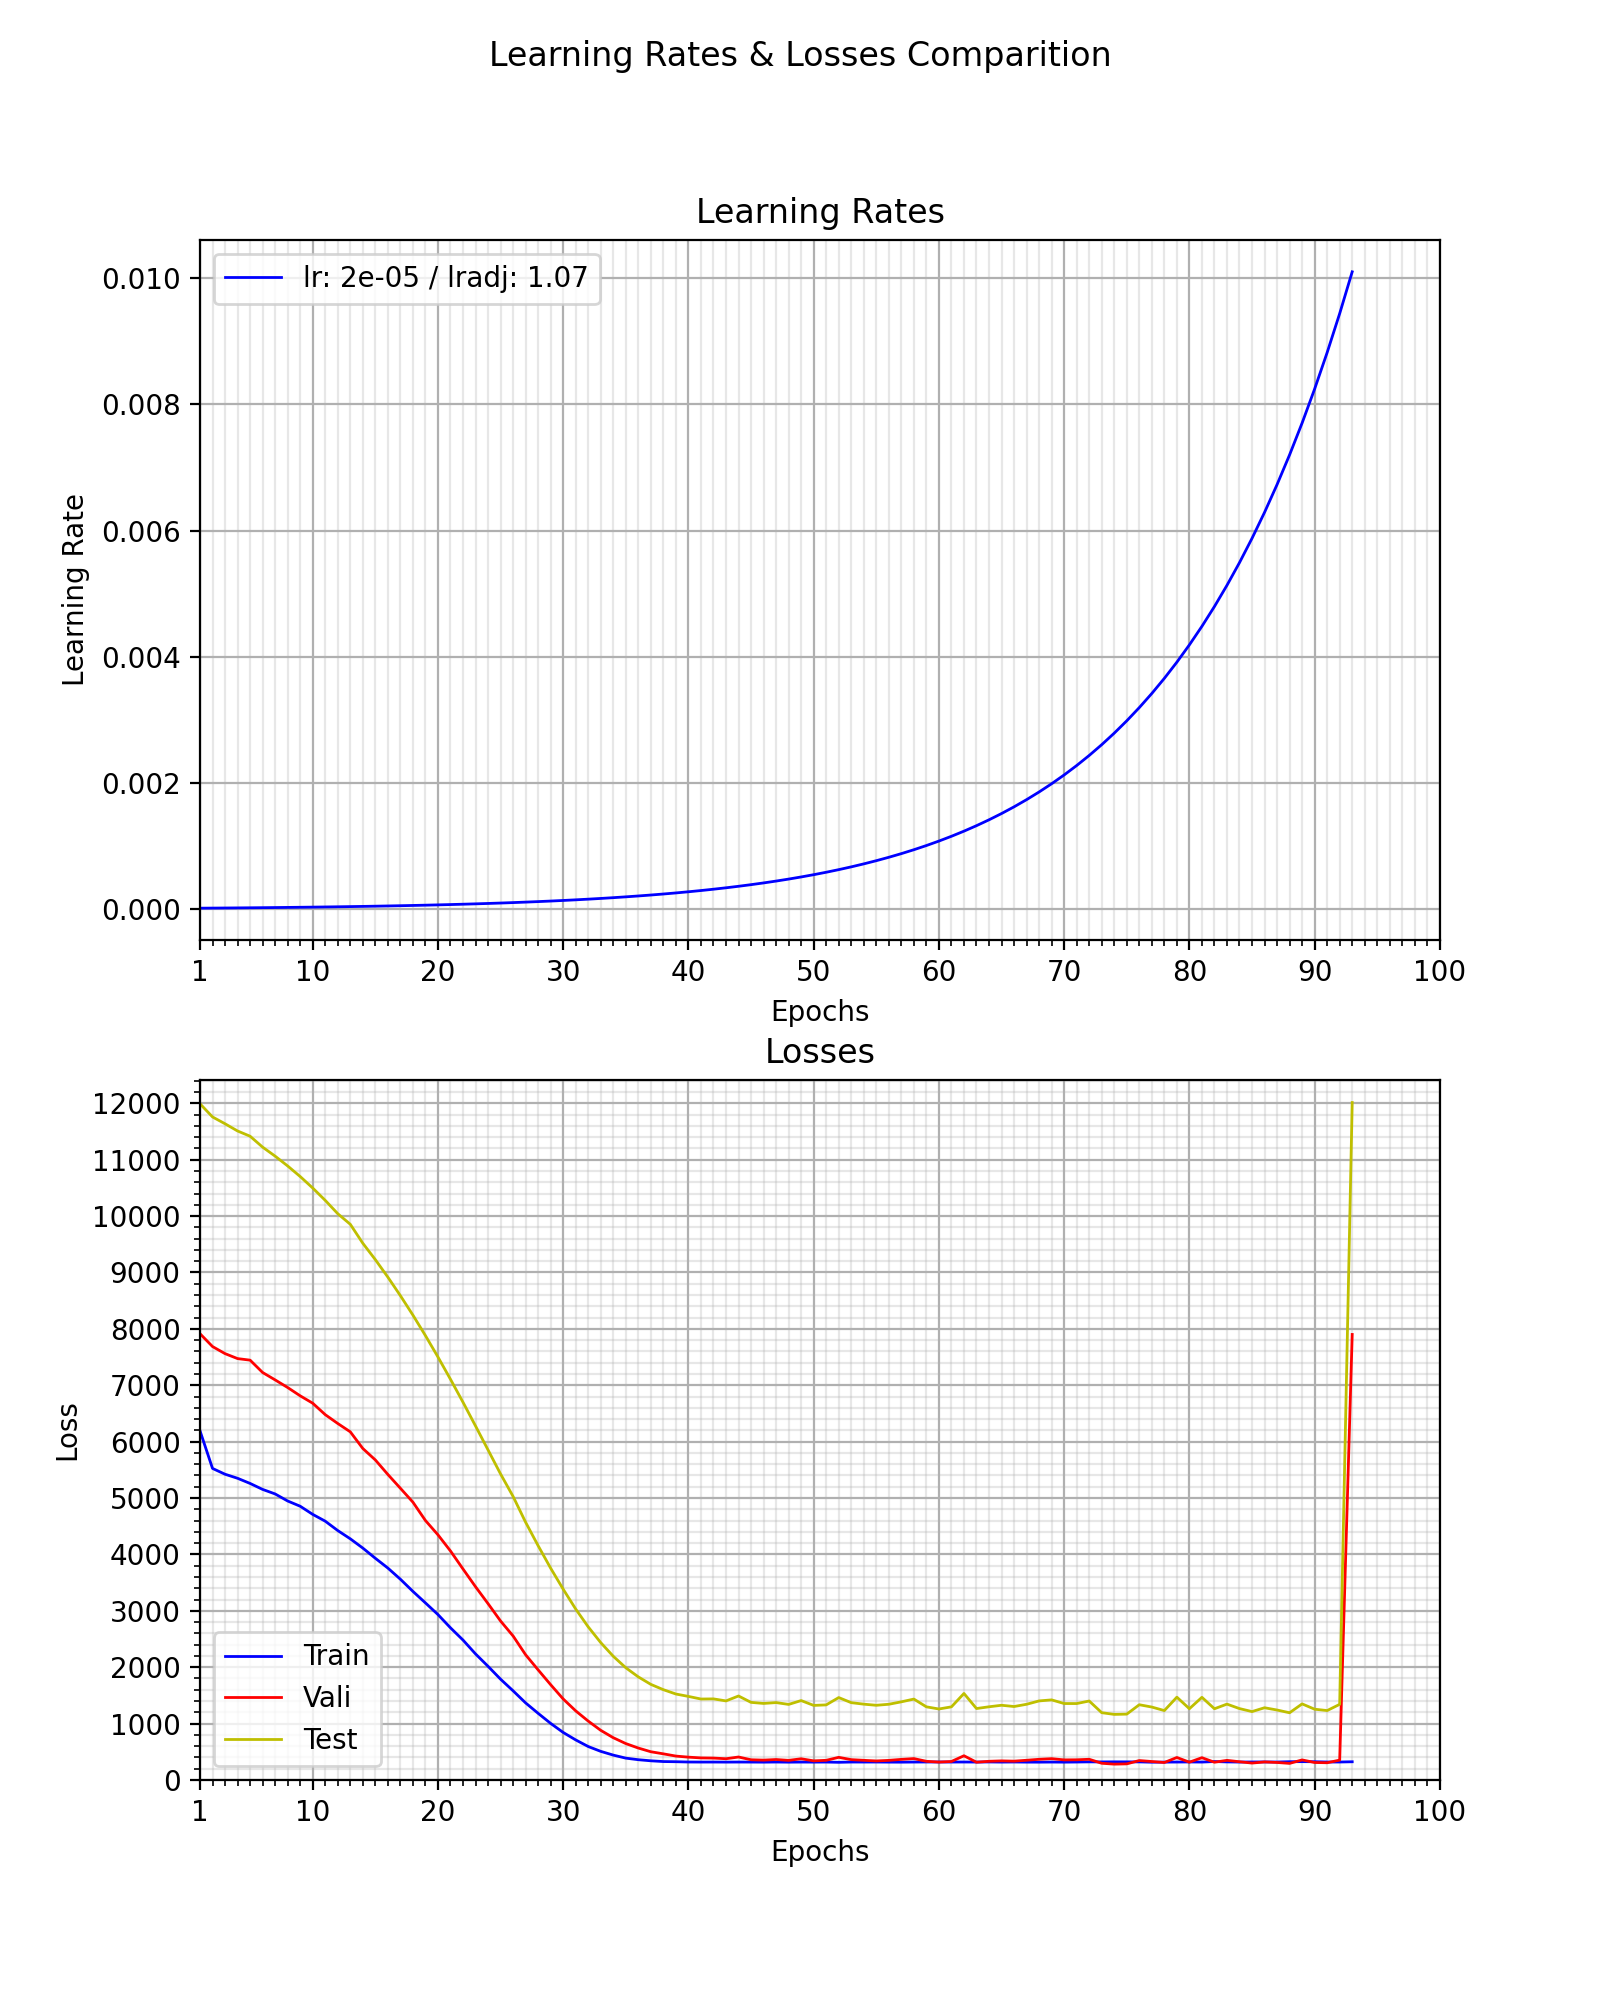 Learning Rates & Losses Comparition
Learning Rates
lr: 2e-05 / lradj: 1.07
0.010
0.008
0.006
0.004
0.002
0.000
Learning Rate
1 10 20 30 40 50 60 70 80 90 100
Epochs
Losses
12000
11000
10000
9000
8000
7000
6000
5000
4000
3000
2000
1000
0
Loss
Train
Vali
Test
1 10 20 30 40 50 60 70 80 90 100
Epochs